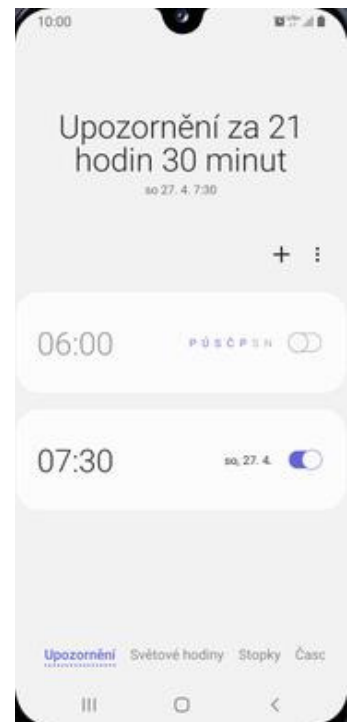 10:00
Upozornění za 21
hodin 30 minut
so 27. 4. 7:30
06:00 P Ú S Č P S N
07:30 so, 27. 4.
Upozornění Světové hodiny Stopky Časc